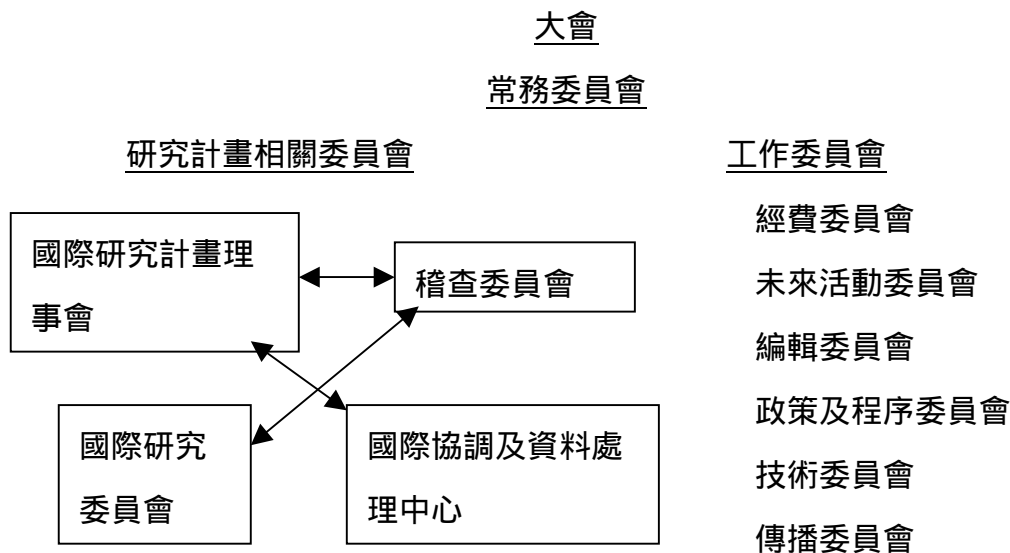 大會
常務委員會
研究計畫相關委員會
工作委員會
國際研究計畫理
事會
稽查委員會
國際研究
委員會
國際協調及資料處
理中心
經費委員會
未來活動委員會
編輯委員會
政策及程序委員會
技術委員會
傳播委員會